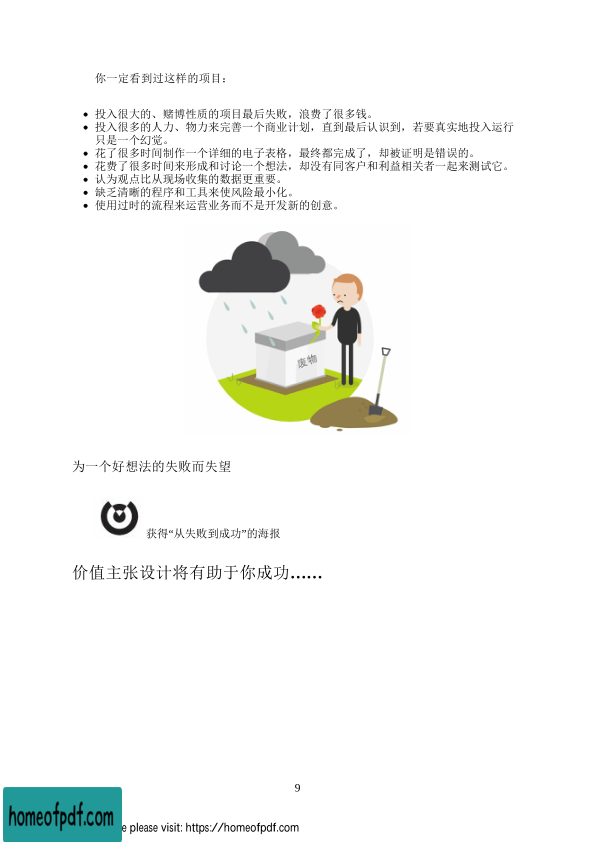 你一定看到过这样的项目：
投入很大的、赌博性质的项目最后失败，浪费了很多钱。
投入很多的人力、物力来完善一个商业计划，直到最后认识到，若要真实地投入运行
只是一个幻觉。
花了很多时间制作一个详细的电子表格，最终都完成了，却被证明是错误的。
花费了很多时间来形成和讨论一个想法，却没有同客户和利益相关者一起来测试它。
认为观点比从现场收集的数据更重要。
缺乏清晰的程序和工具来使风险最小化。
使用过时的流程来运营业务而不是开发新的创意。
废物
为一个好想法的失败而失望
获得“从失败到成功”的海报
价值主张设计将有助于你成功……
9
homeofpdf.com
e please visit: https://homeofpdf.com